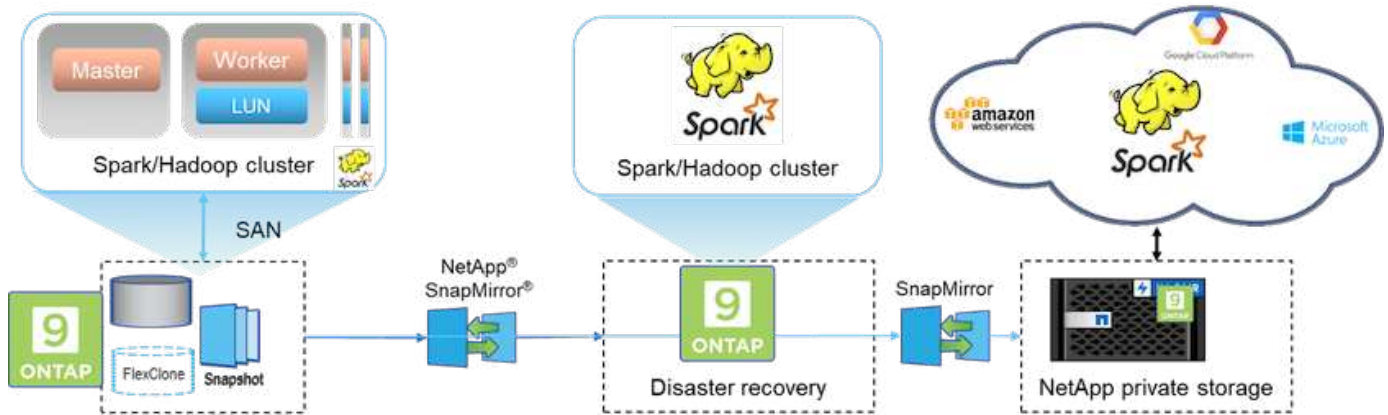 Master
Worker
LUN
Spark/Hadoop cluster
Spark
SAN
9
ONTAP
FlexClone
Snapshot
NetApp®
SnapMirror®
Spark
Spark/Hadoop cluster
9
ONTAP
Disaster recovery
SnapMirror
Google Cloud Platform
amazon
web services
Spark
Microsoft
Azure
9
ONTAP
NetApp private storage